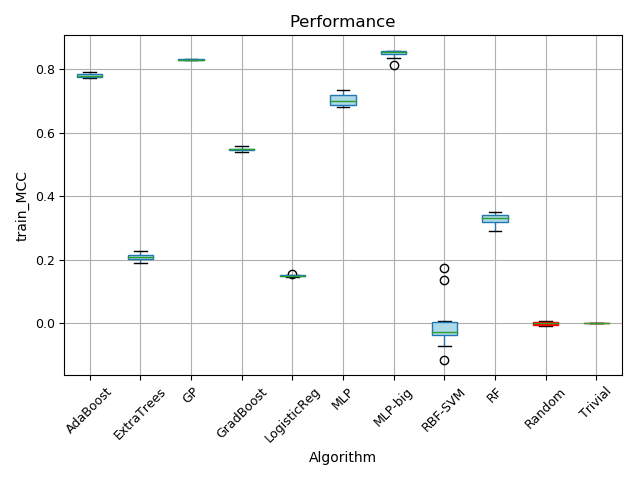 Performance
train_MCC
0.8
0.6
0.4
0.2
0.0
AdaBoost
ExtraTrees
GP
GradBoost
LogisticReg
MLP
MLP-big
RBF-SVM
RF
Random
Trivial
Algorithm